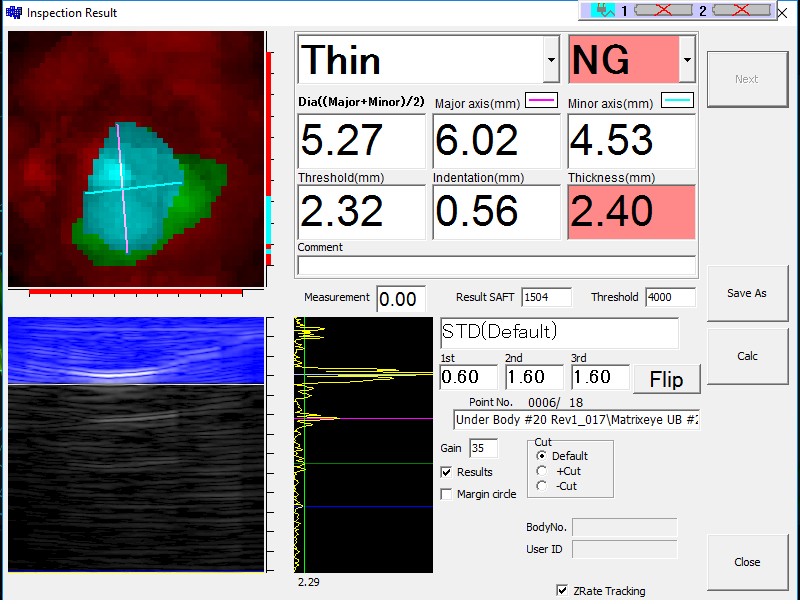 Inspection Result
1 2
Thin NG
Next
Dia((Major+Minor)/2) Major axis(mm) Minor axis(mm)
5.27 6.02 4.53
Threshold(mm) Indentation(mm) Thickness(mm)
2.32 0.56 2.40
Comment
Measurement 0.00 Result SAFT 1504 Threshold 4000
Save As
STD(Default)
Calc
1st 2nd 3rd
0.60 1.60 1.60 Flip
Point No. 0006/ 18
Under Body #20 Rev1_017\Matrixeye UB #2
Gain 35
Cut
Default
Results
+Cut
-Cut
Margin circle
BodyNo.
User ID
Close
2.29
ZRate Tracking